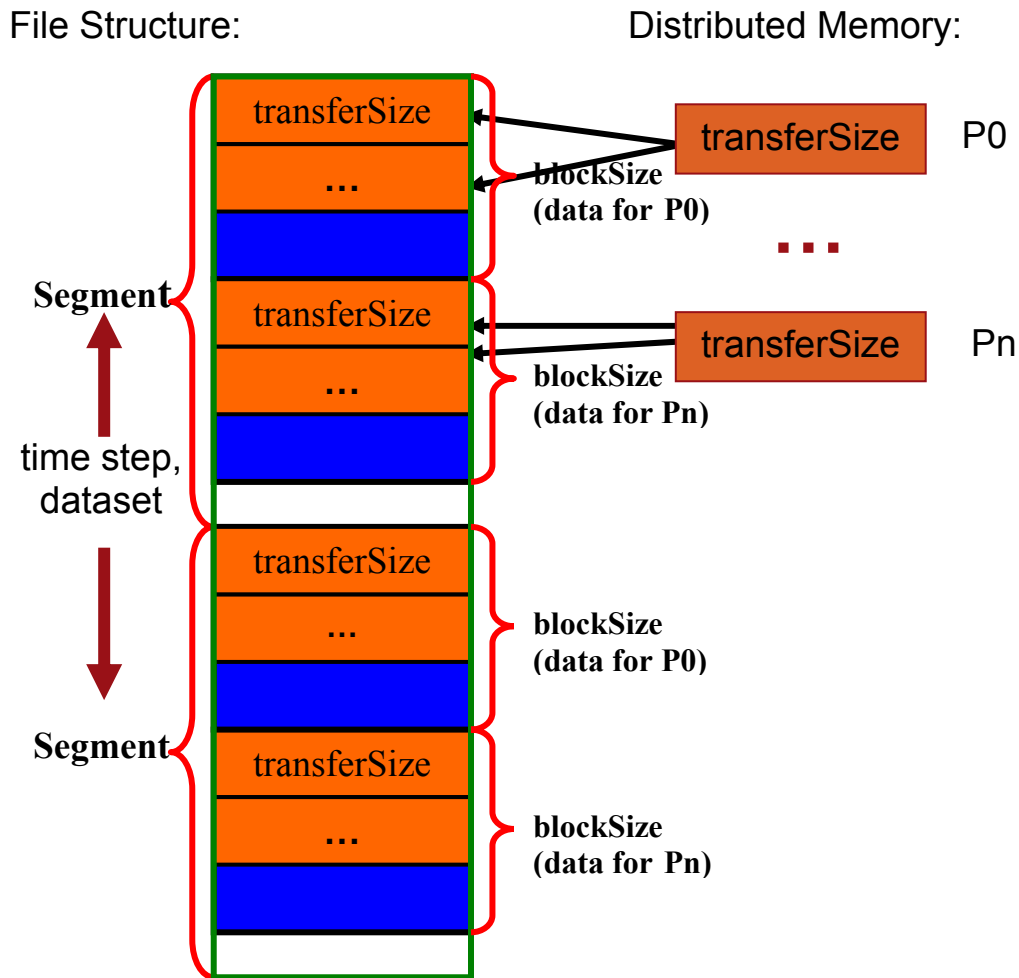 File Structure:
Distributed Memory:
transferSize
...
blockSize
(data for P0)
transferSize
P0
...
Segment
transferSize
...
blockSize
(data for Pn)
transferSize
Pn
time step,
dataset
transferSize
...
blockSize
(data for P0)
Segment
transferSize
...
blockSize
(data for Pn)